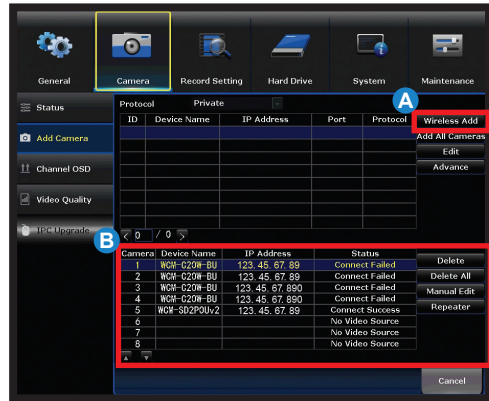 General Camera Record Setting Hard Drive System Maintenance
A
Status
Add Camera
Channel OSD
Video Quality
IPC Upgrade
Protocol Private
ID Device Name IP Address Port Protocol
Wireless Add
Add All Cameras
Edit
Advance
< 0 / 0 >
B
Camera Device Name IP Address Status
1 WCM-C20W-BU 123. 45. 67. 89 Connect Failed
2 WCM-C20W-BU 123. 45. 67. 89 Connect Failed
3 WCM-C20W-BU 123. 45. 67. 890 Connect Failed
4 WCM-C20W-BU 123. 45. 67. 890 Connect Failed
5 WCM-SD2POUv2 123. 45. 67. 89 Connect Success
6 No Video Source
7 No Video Source
8 No Video Source
Delete
Delete All
Manual Edit
Repeater
Cancel